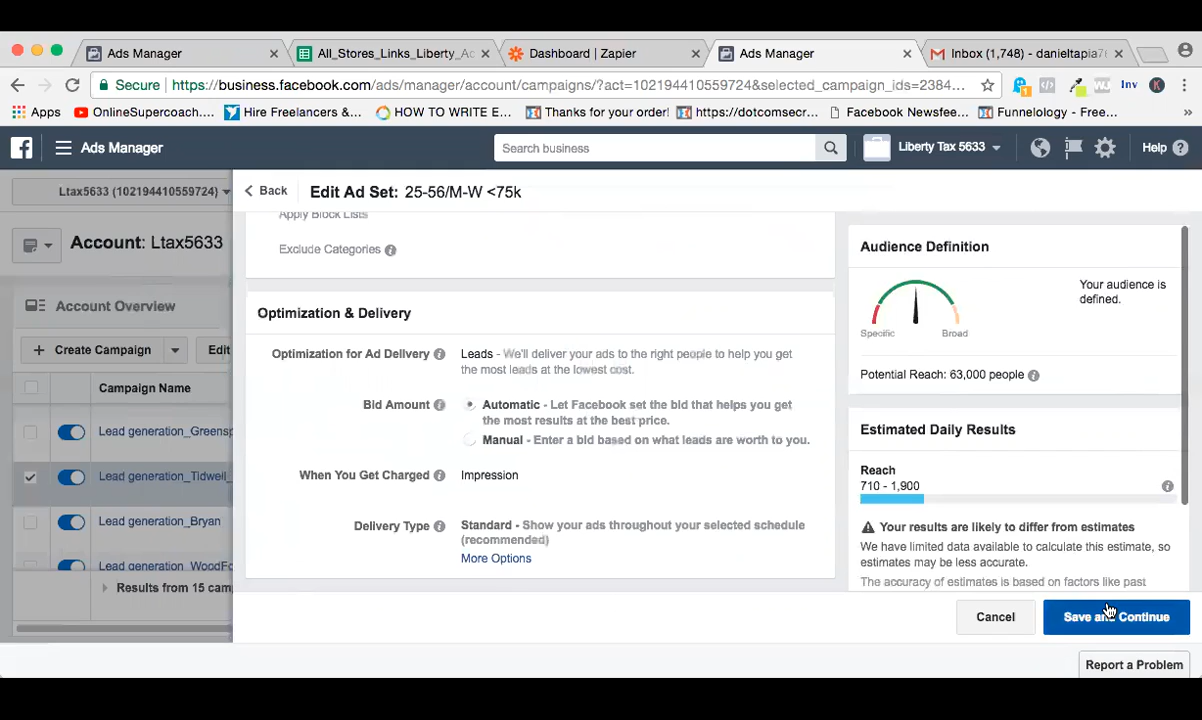 Ads Manager
All_Stores_Links_Liberty_Ac
Dashboard | Zapier
Ads Manager
Inbox (1,748) - danieltapia76
Secure
https://business.facebook.com/ads/manager/account/campaigns/?act=102194410559724&selected_campaign_ids=2384...
Apps
OnlineSupercoach....
Hire Freelancers &...
HOW TO WRITE E...
Thanks for your order!
https://dotcomsecr...
Facebook Newsfee...
Funnelology - Free...
Ads Manager
Search business
Liberty Tax 5633
Help
Ltax5633 (102194410559724)
Back
Edit Ad Set: 25-56/M-W <75k
Account: Ltax5633
Account Overview
Create Campaign
Edit
Campaign Name
Lead generation_Greensp
Lead generation_Tidwell_
Lead generation_Bryan
Lead generation_WoodFo
Results from 15 cam
Apply Block Lists
Exclude Categories
Optimization & Delivery
Optimization for Ad Delivery
Leads - We'll deliver your ads to the right people to help you get
the most leads at the lowest cost.
Bid Amount
Automatic - Let Facebook set the bid that helps you get
the most results at the best price.
Manual - Enter a bid based on what leads are worth to you.
When You Get Charged
Impression
Delivery Type
Standard - Show your ads throughout your selected schedule
(recommended)
More Options
Audience Definition
Your audience is
defined.
Specific
Broad
Potential Reach: 63,000 people
Estimated Daily Results
Reach
710 - 1,900
Your results are likely to differ from estimates
We have limited data available to calculate this estimate, so
estimates may be less accurate.
The accuracy of estimates is based on factors like past
Cancel
Save and Continue
Report a Problem